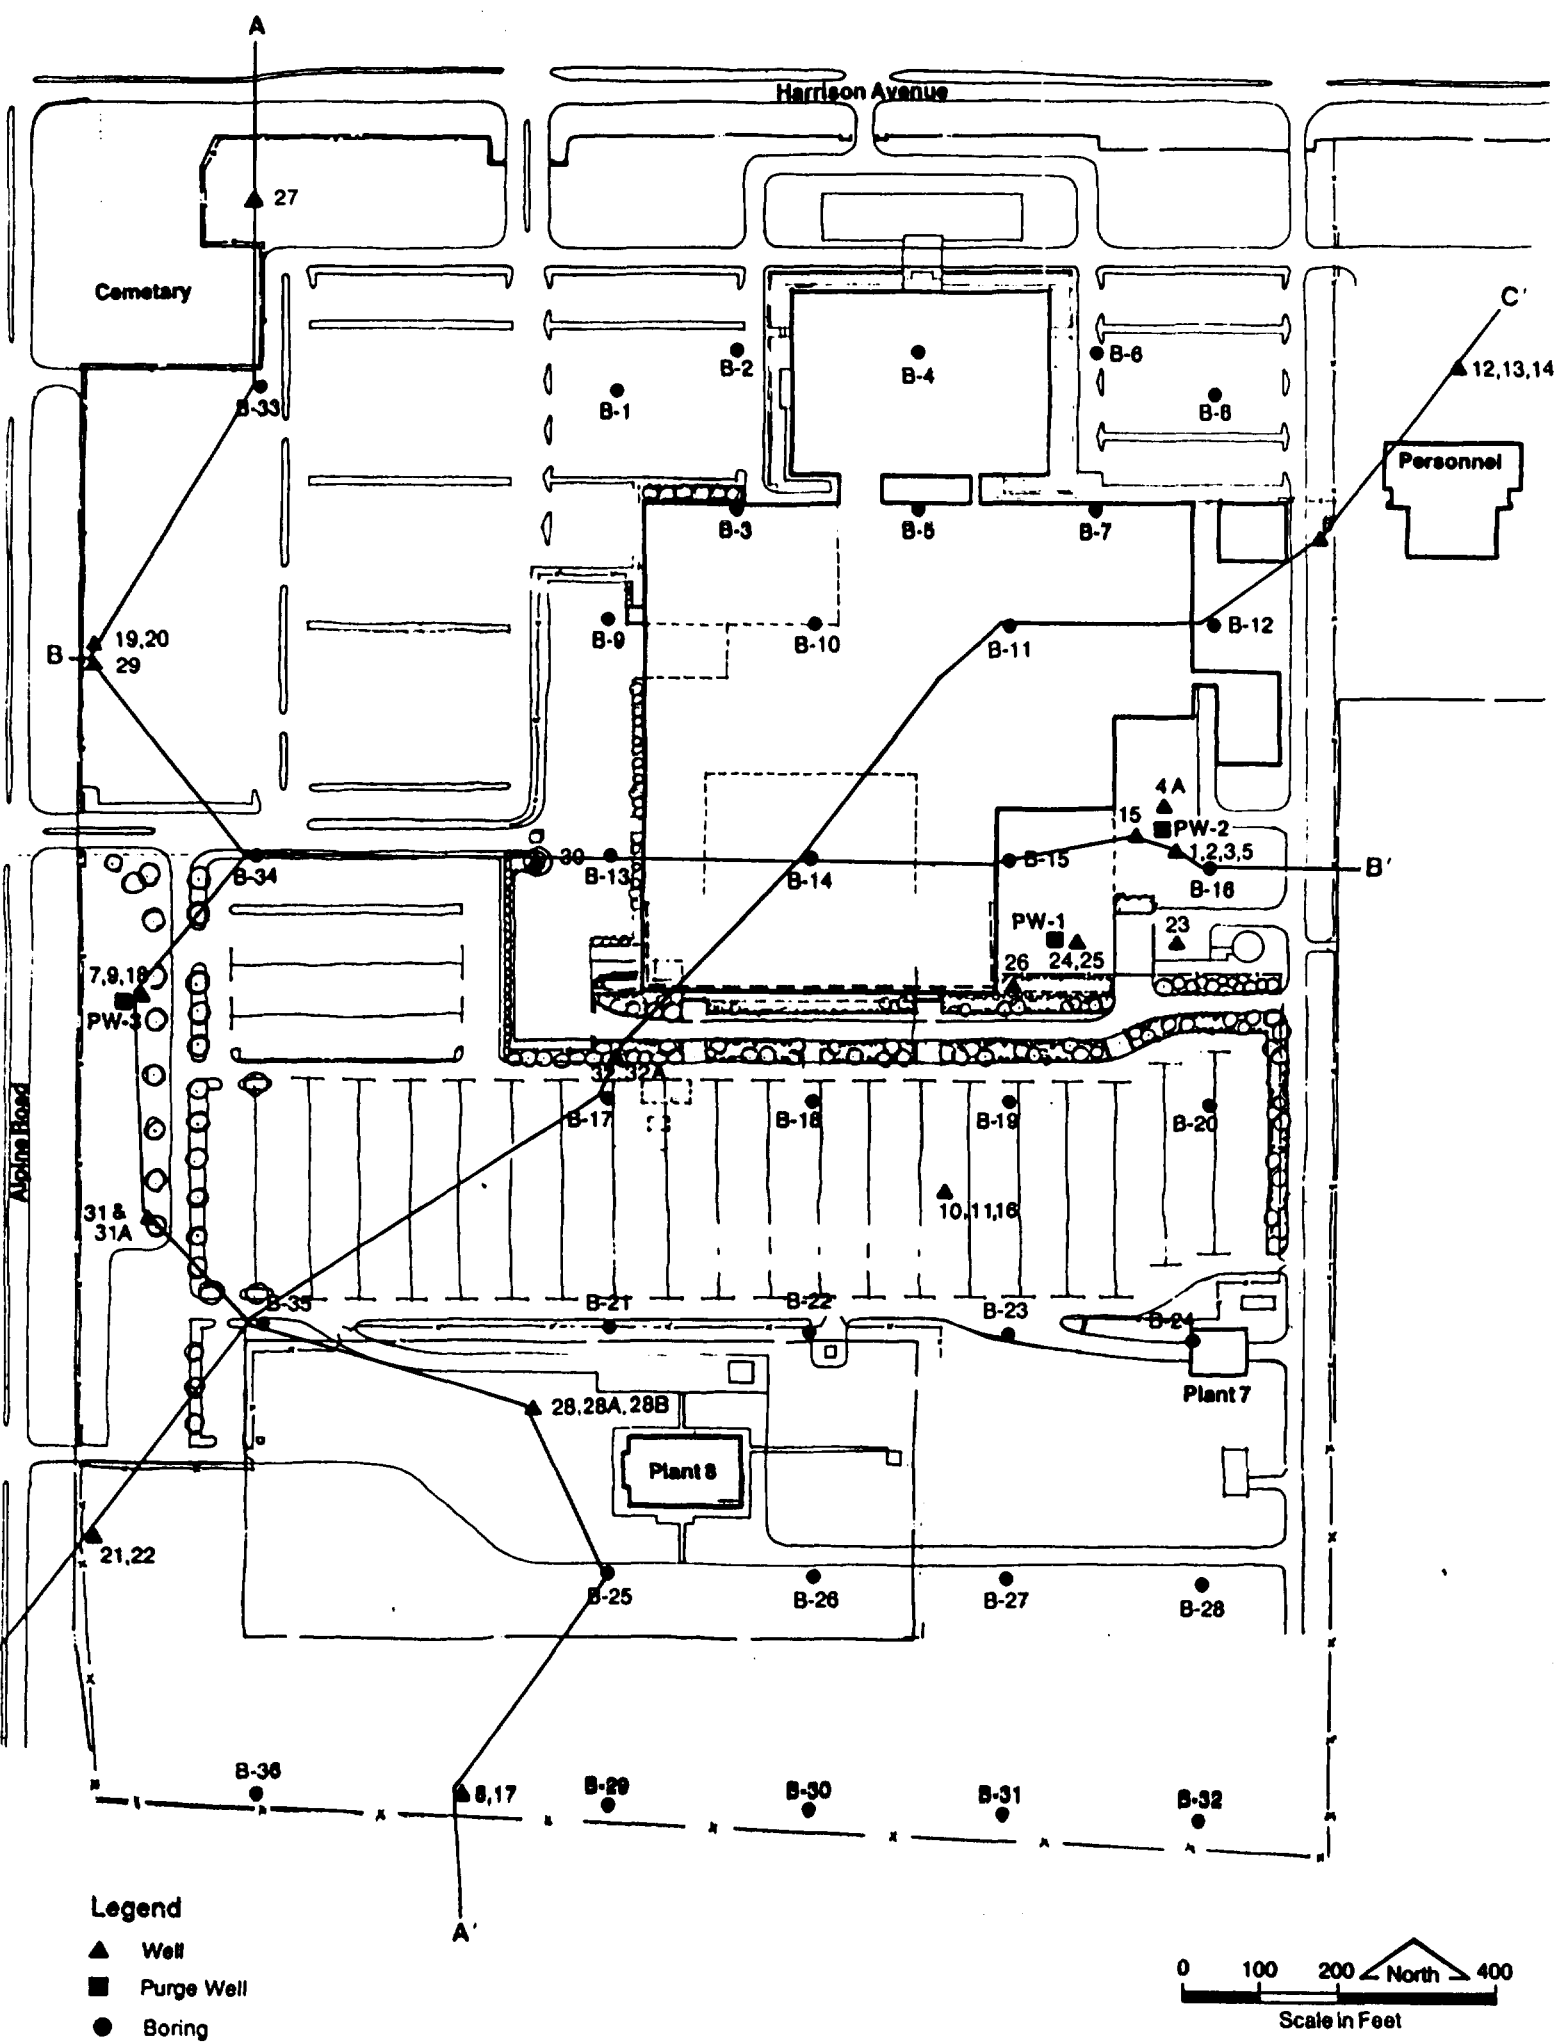 A
Harrison Avenue
27
Cemetary
C'
B-2
B-4
B-6
12,13,14
B-33
B-1
B-8
Personnel
B-3
B-5
B-7
B-9
B-10
B-11
B-12
19,20
B
29
4A
15
PW-2
1,2,3,5
30
B-34
B-13
B-14
B-15
B-16
B'
PW-1
23
24,25
26
7,9,18
PW-3
32,32A
B-17
B-18
B-19
B-20
Alpine Road
10,11,16
31 &
31A
B-35
B-21
B-22
B-23
B-24
Plant 7
28,28A,28B
Plant 8
21,22
B-25
B-26
B-27
B-28
B-36
8,17
B-29
B-30
B-31
B-32
A'
Legend
Well
Purge Well
Boring
0 100 200 North 400
Scale in Feet